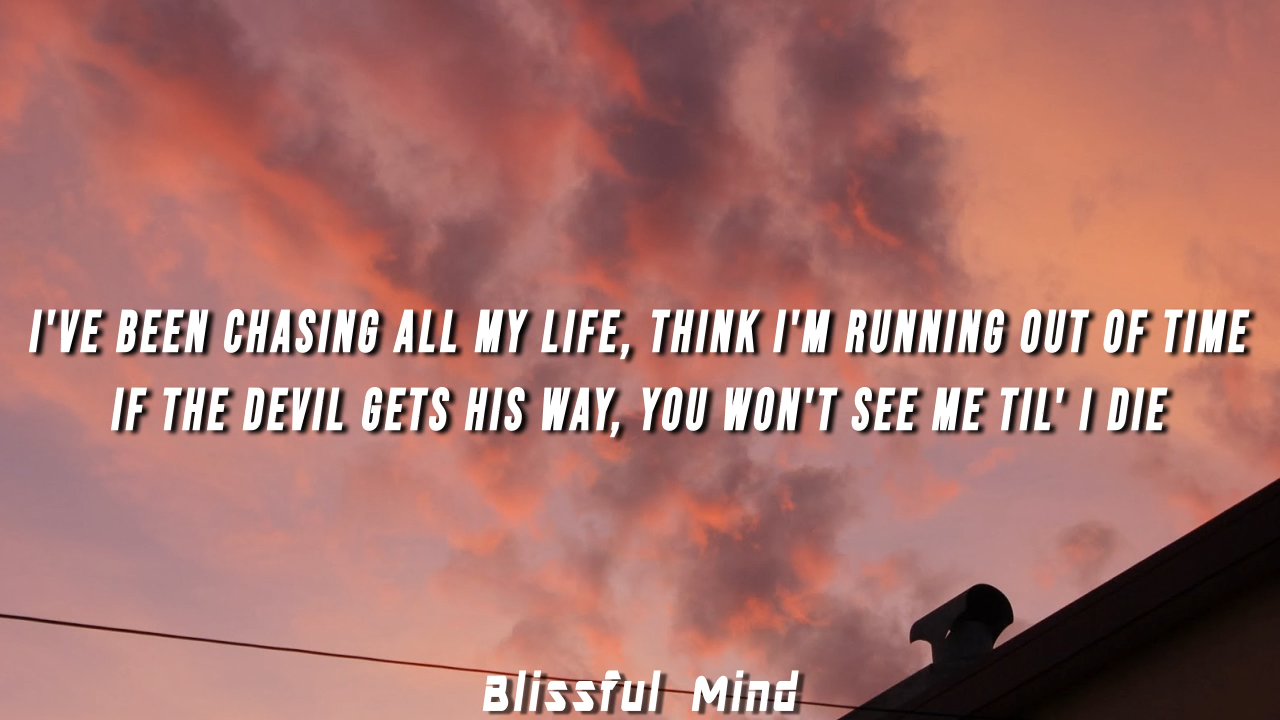 I'VE BEEN CHASING ALL MY LIFE, THINK I'M RUNNING OUT OF TIME
IF THE DEVIL GETS HIS WAY, YOU WON'T SEE ME TIL' I DIE
Blissful Mind